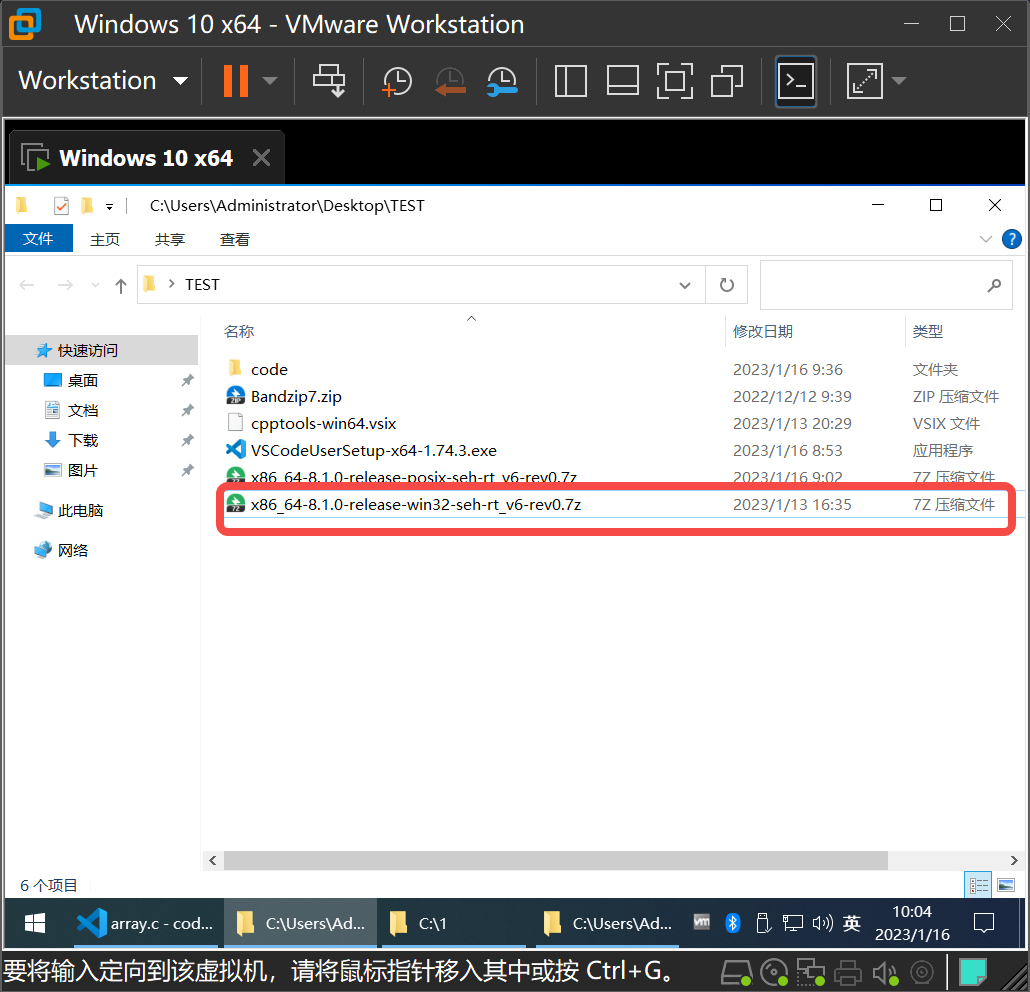 Windows 10 x64 - VMware Workstation
Workstation
Windows 10 x64
C:\Users\Administrator\Desktop\TEST
文件 主页 共享 查看
TEST
名称 修改日期 类型
快速访问
桌面
文档
下载
图片
此电脑
网络
code 2023/1/16 9:36 文件夹
Bandzip7.zip 2022/12/12 9:39 ZIP 压缩文件
cpptools-win64.vsix 2023/1/13 20:29 VSIX 文件
VSCodeUserSetup-x64-1.74.3.exe 2023/1/16 8:53 应用程序
x86_64-8.1.0-release-posix-seh-rt_v6-rev0.7z 2023/1/16 9:02 7Z 压缩文件
x86_64-8.1.0-release-win32-seh-rt_v6-rev0.7z 2023/1/13 16:35 7Z 压缩文件
6 个项目
array.c - cod... C:\Users\Ad... C:\1 C:\Users\Ad... vm 英 10:04
2023/1/16
要将输入定向到该虚拟机，请将鼠标指针移入其中或按 Ctrl+G。